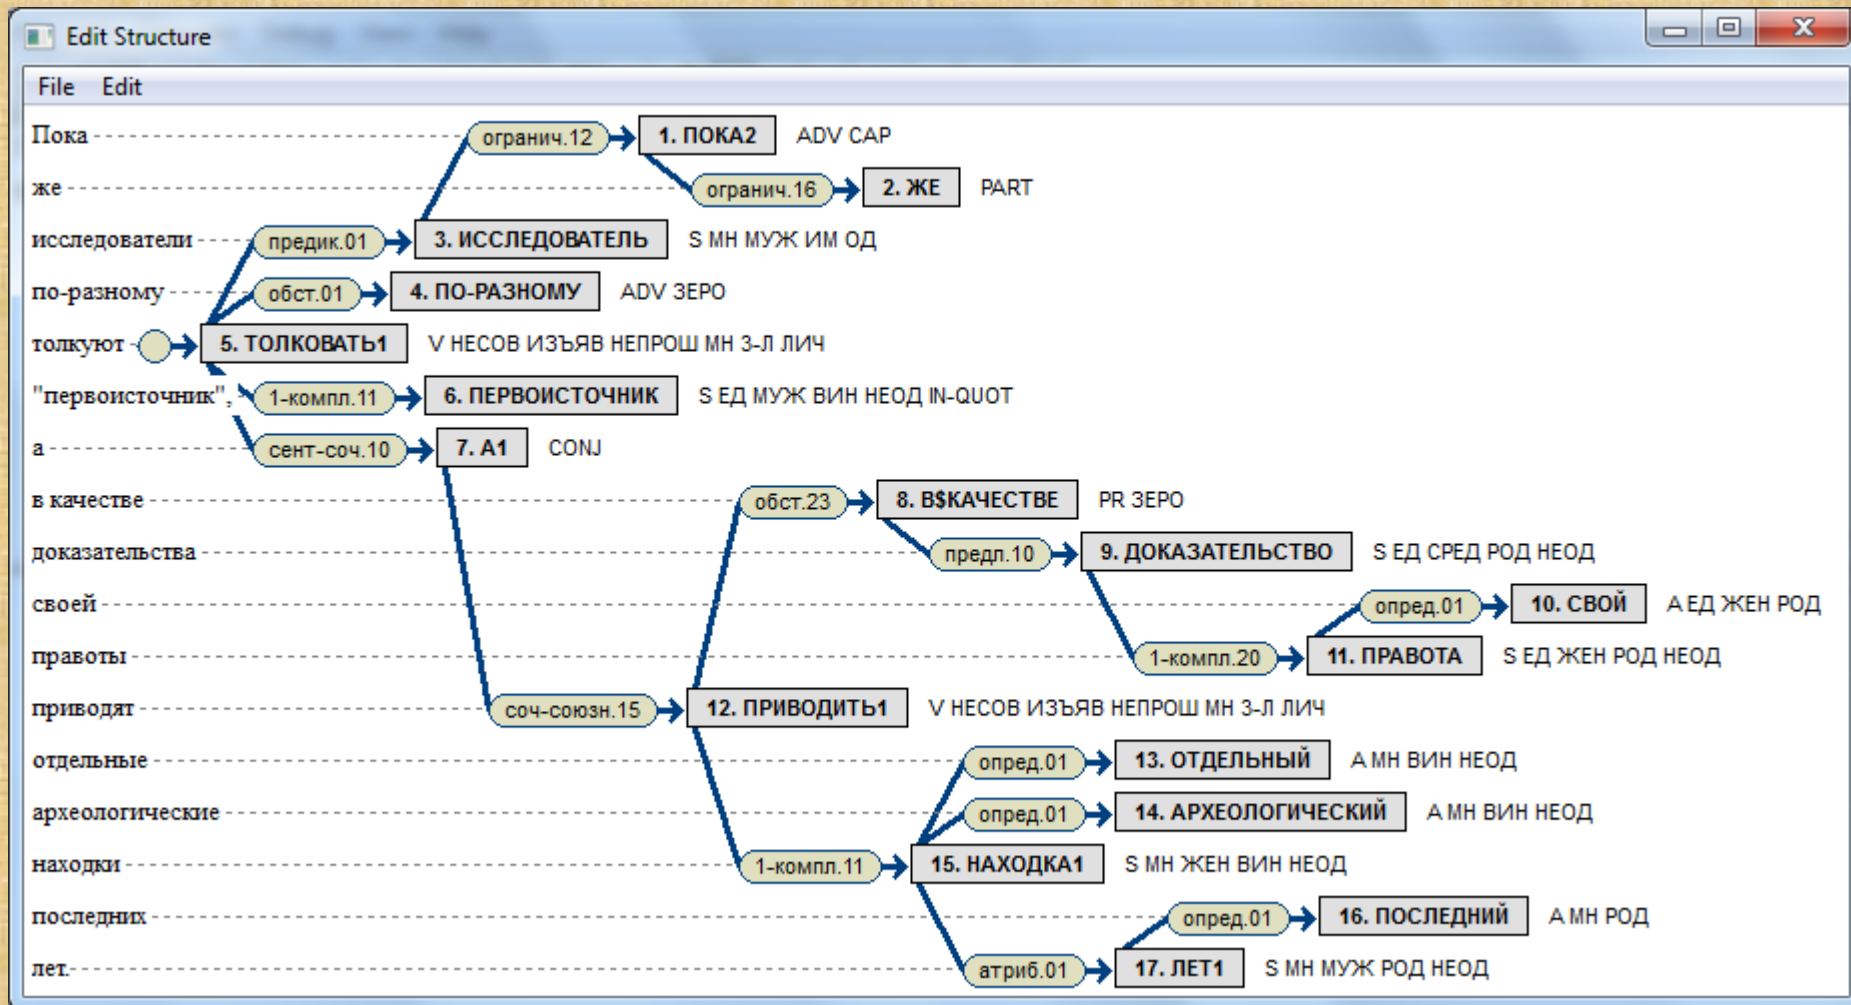 Edit Structure
File Edit
Пока огранич.12 1. ПОКА2 ADV CAP
же огранич.16 2. ЖЕ PART
исследователи предик.01 3. ИССЛЕДОВАТЕЛЬ S МН МУЖ ИМ ОД
по-разному обст.01 4. ПО-РАЗНОМУ ADV ЗЕРО
толкуют 5. ТОЛКОВАТЬ1 V НЕСОВ ИЗЪЯВ НЕПРОШ МН 3-Л ЛИЧ
"первоисточник", 1-компл.11 6. ПЕРВОИСТОЧНИК S ЕД МУЖ ВИН НЕОД IN-QUOT
а сент-соч.10 7. А1 CONJ
в качестве обст.23 8. В$КАЧЕСТВЕ PR ЗЕРО
доказательства предл.10 9. ДОКАЗАТЕЛЬСТВО S ЕД СРЕД РОД НЕОД
своей опред.01 10. СВОЙ A ЕД ЖЕН РОД
правоты 1-компл.20 11. ПРАВОТА S ЕД ЖЕН РОД НЕОД
приводят соч-союзн.15 12. ПРИВОДИТЬ1 V НЕСОВ ИЗЪЯВ НЕПРОШ МН 3-Л ЛИЧ
отдельные опред.01 13. ОТДЕЛЬНЫЙ A МН ВИН НЕОД
археологические опред.01 14. АРХЕОЛОГИЧЕСКИЙ A МН ВИН НЕОД
находки 1-компл.11 15. НАХОДКА1 S МН ЖЕН ВИН НЕОД
последних опред.01 16. ПОСЛЕДНИЙ A МН РОД
лет. атриб.01 17. ЛЕТ1 S МН МУЖ РОД НЕОД